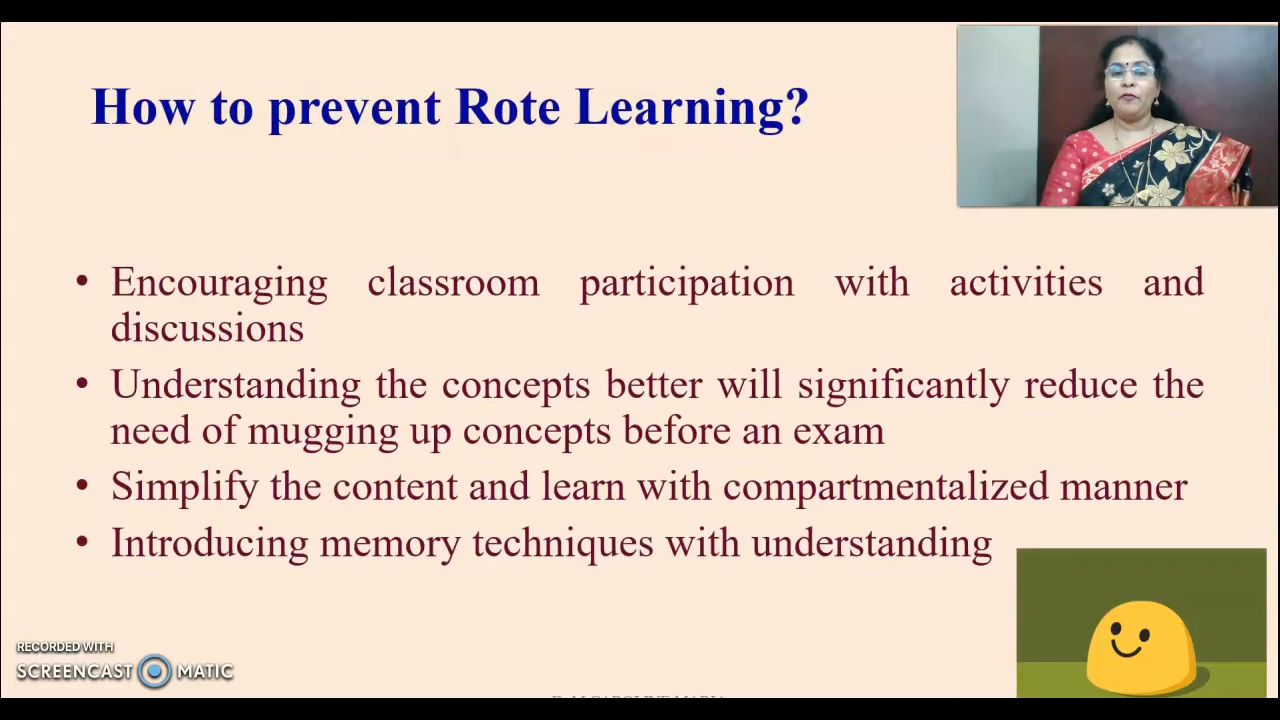 How to prevent Rote Learning?
• Encouraging classroom participation with activities and
discussions
• Understanding the concepts better will significantly reduce the
need of mugging up concepts before an exam
• Simplify the content and learn with compartmentalized manner
• Introducing memory techniques with understanding
RECORDED WITH
SCREENCAST MATIC